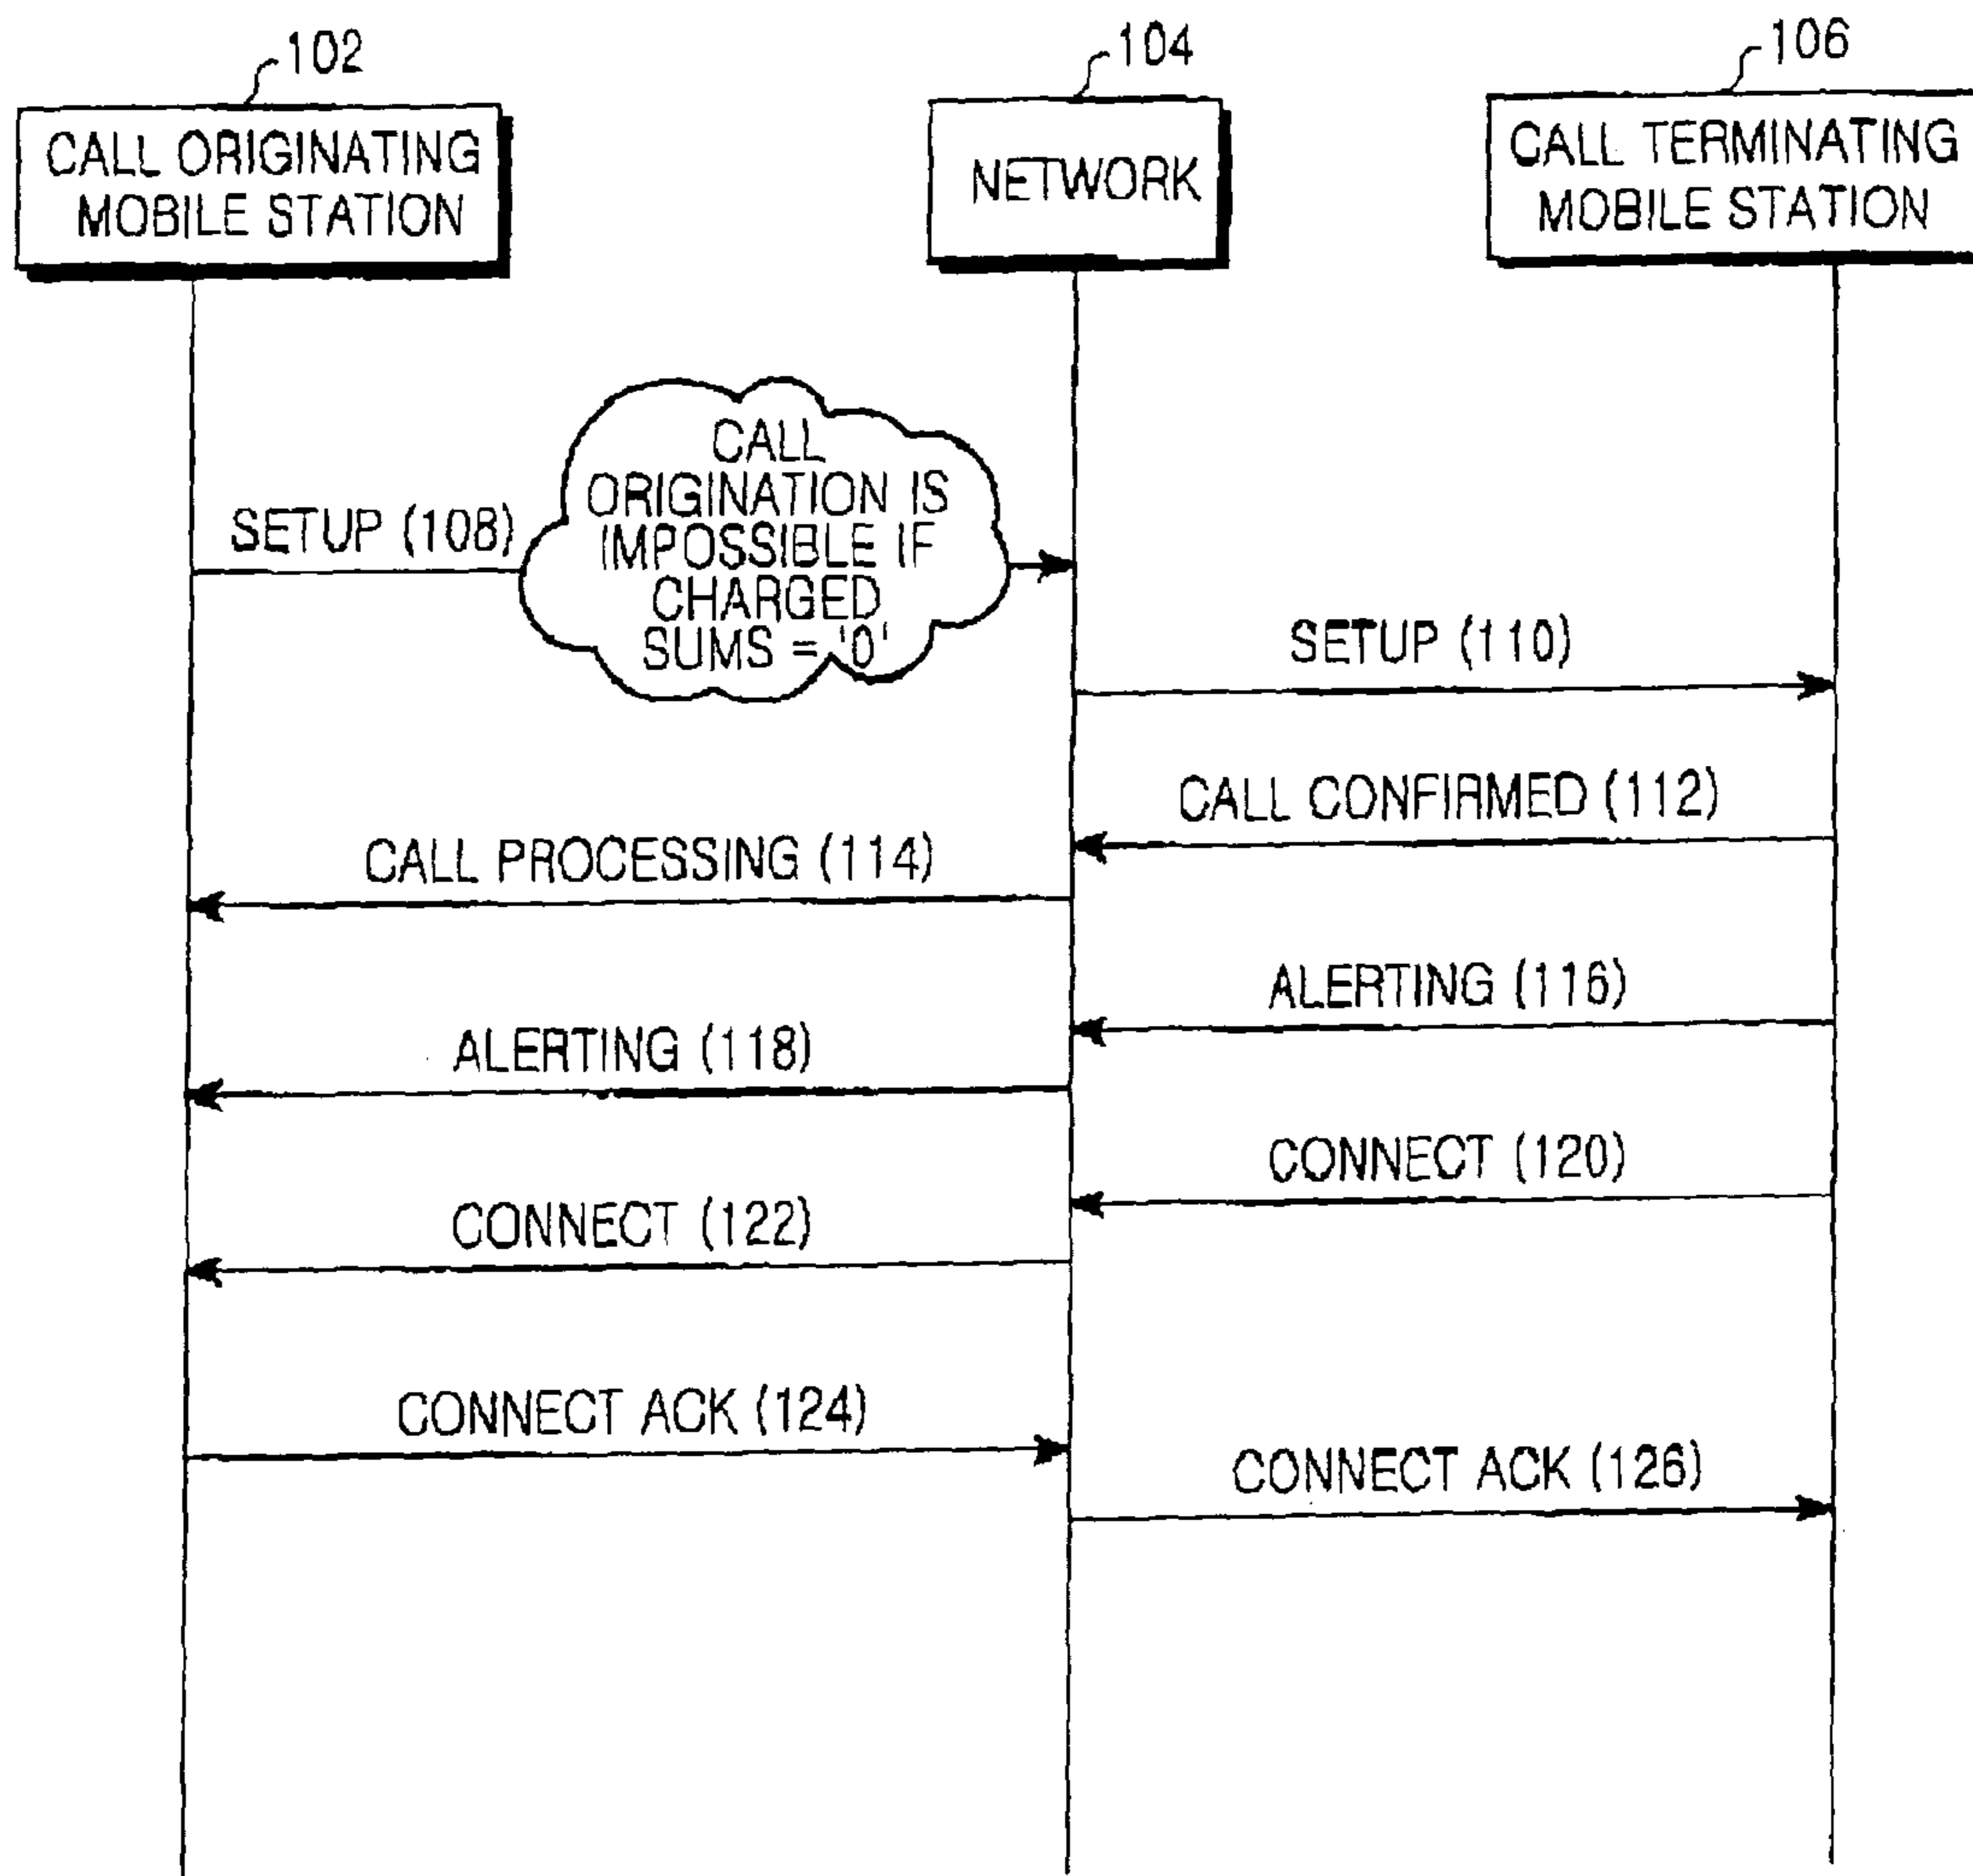 102
104
106
CALL ORIGINATING
MOBILE STATION
NETWORK
CALL TERMINATING
MOBILE STATION
CALL
ORIGINATION IS
IMPOSSIBLE IF
CHARGED
SUMS = '0'
SETUP (108)
SETUP (110)
CALL CONFIRMED (112)
CALL PROCESSING (114)
ALERTING (116)
ALERTING (118)
CONNECT (120)
CONNECT (122)
CONNECT ACK (124)
CONNECT ACK (126)